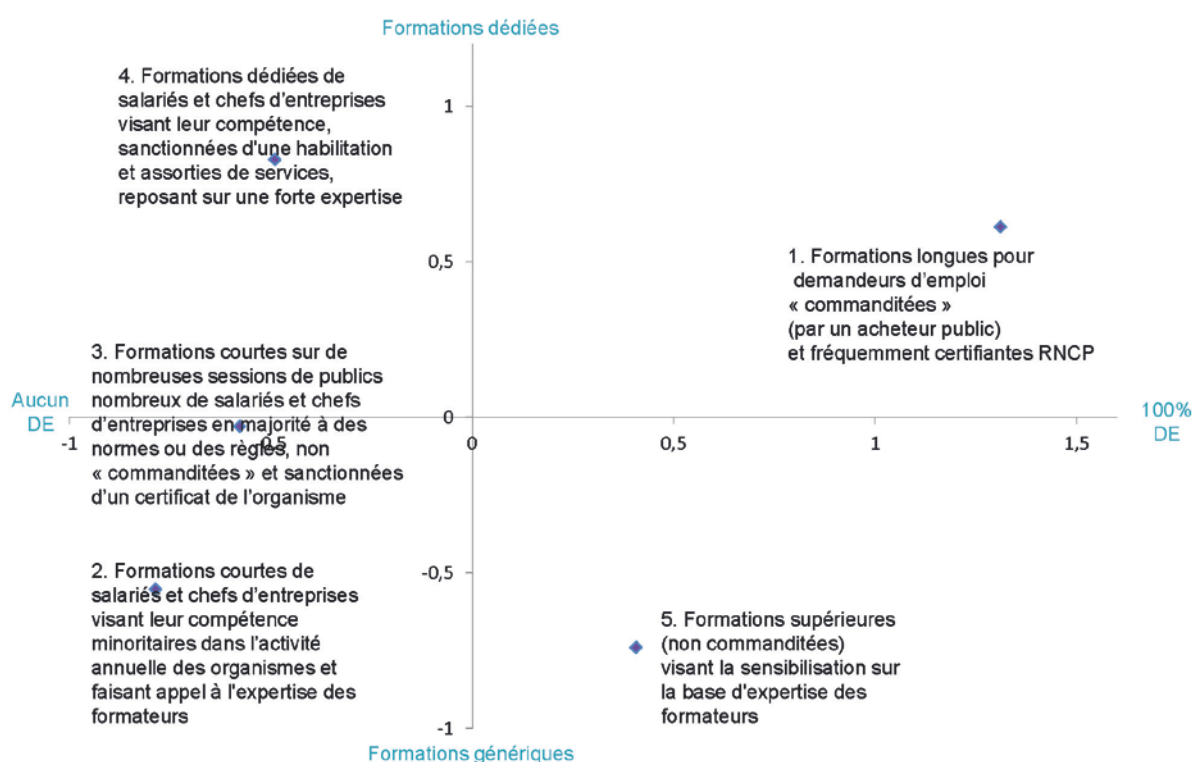 Formations dédiées
4. Formations dédiées de
salariés et chefs d'entreprises
visant leur compétence,
sanctionnées d'une habilitation
et assorties de services,
reposant sur une forte expertise
1
0,5
1. Formations longues pour
demandeurs d'emploi
« commanditées »
(par un acheteur public)
et fréquemment certifiantes RNCP
3. Formations courtes sur de
nombreuses sessions de publics
nombreux de salariés et chefs
d'entreprises en majorité à des
normes ou des règles, non
« commanditées » et sanctionnées
d'un certificat de l'organisme
Aucun
DE
-1
-0,5
0
0,5
1
1,5
100%
DE
-0,5
2. Formations courtes de
salariés et chefs d'entreprises
visant leur compétence
minoritaires dans l'activité
annuelle des organismes et
faisant appel à l'expertise des
formateurs
5. Formations supérieures
(non commanditées)
visant la sensibilisation sur
la base d'expertise des
formateurs
-1
Formations génériques